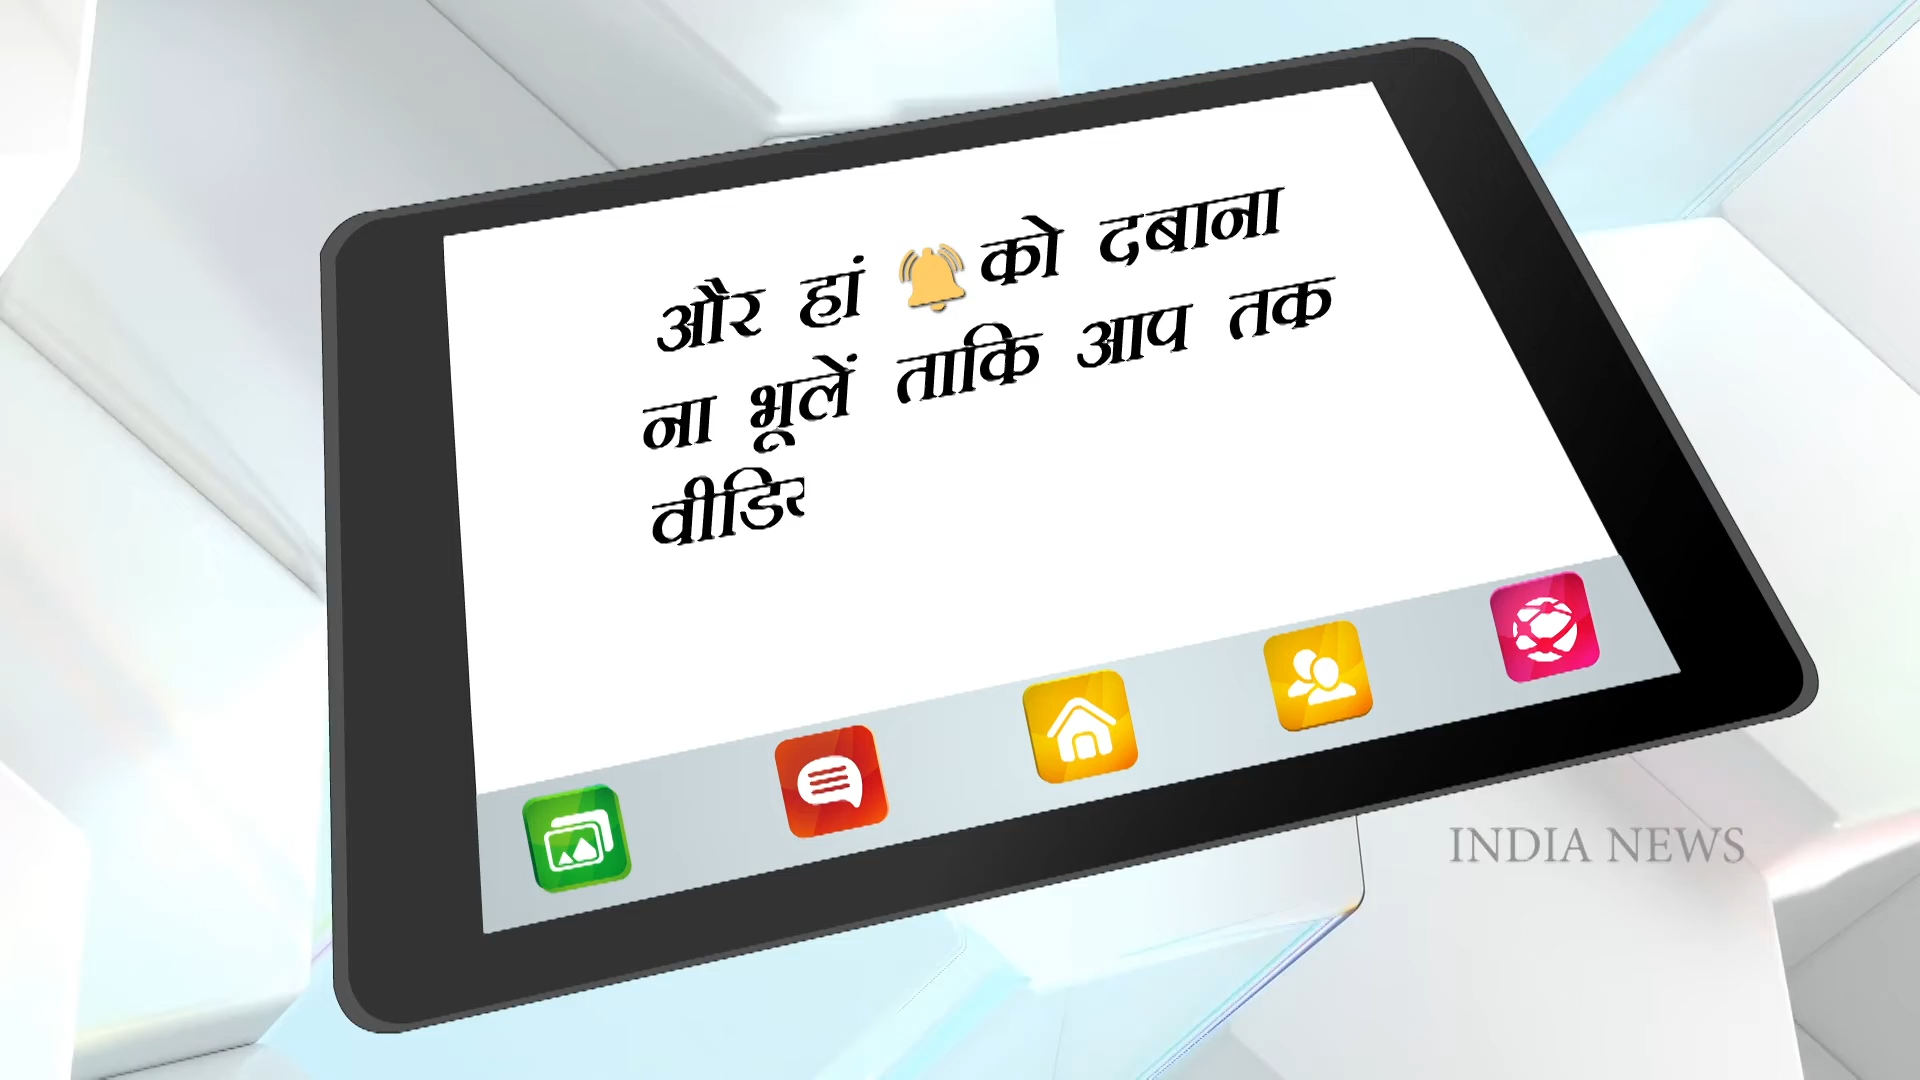 और हां 🔔 को दबाना
ना भूलें ताकि आप तक
INDIA NEWS